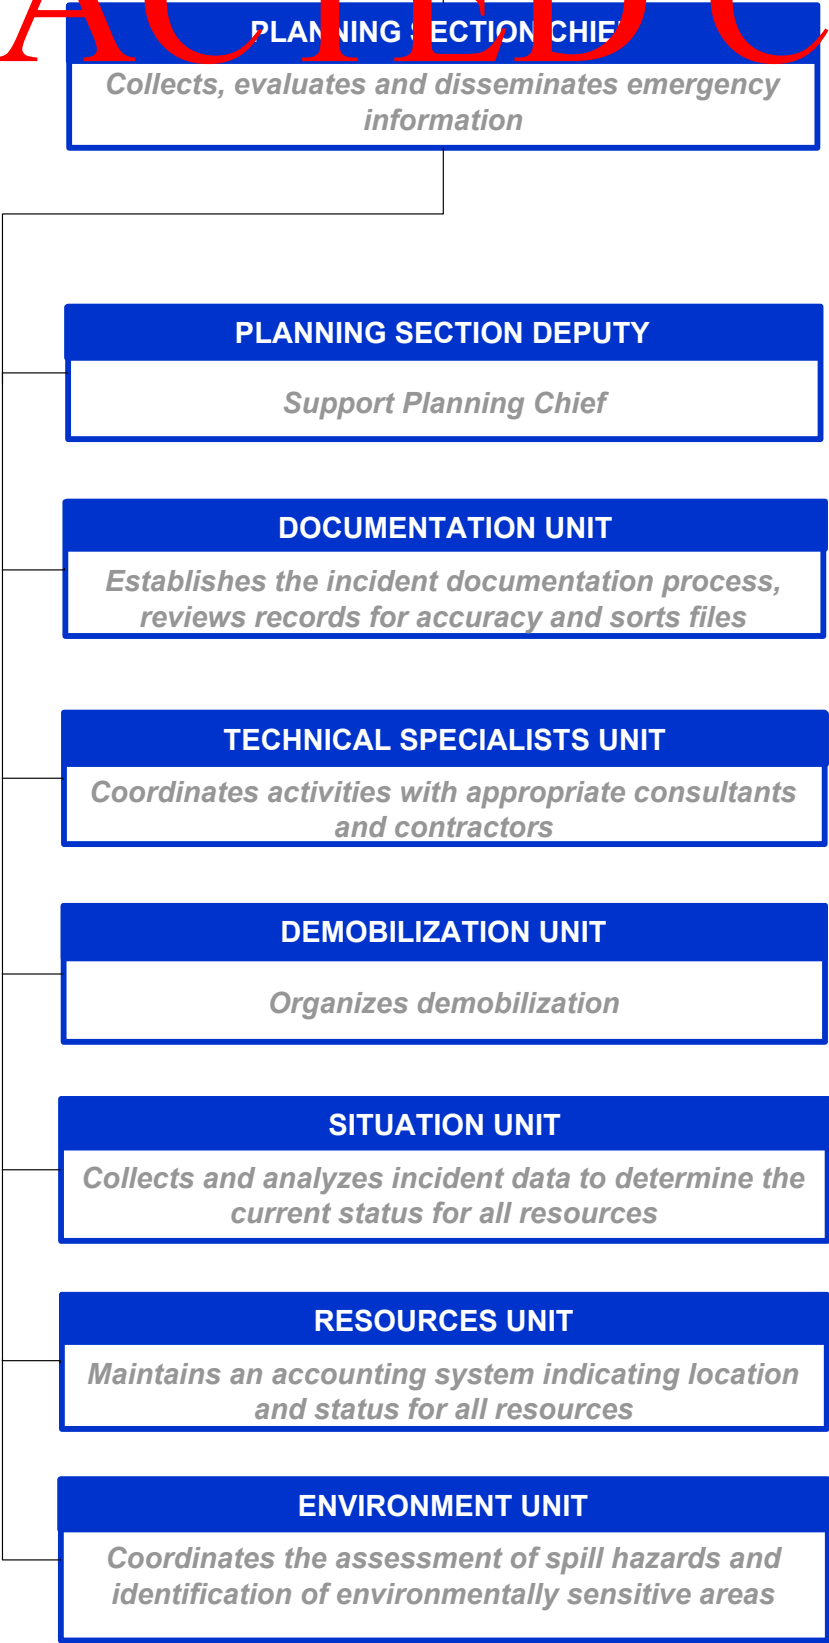 ACTED C
PLANNING SECTION CHIEF
Collects, evaluates and disseminates emergency
information
PLANNING SECTION DEPUTY
Support Planning Chief
DOCUMENTATION UNIT
Establishes the incident documentation process,
reviews records for accuracy and sorts files
TECHNICAL SPECIALISTS UNIT
Coordinates activities with appropriate consultants
and contractors
DEMOBILIZATION UNIT
Organizes demobilization
SITUATION UNIT
Collects and analyzes incident data to determine the
current status for all resources
RESOURCES UNIT
Maintains an accounting system indicating location
and status for all resources
ENVIRONMENT UNIT
Coordinates the assessment of spill hazards and
identification of environmentally sensitive areas